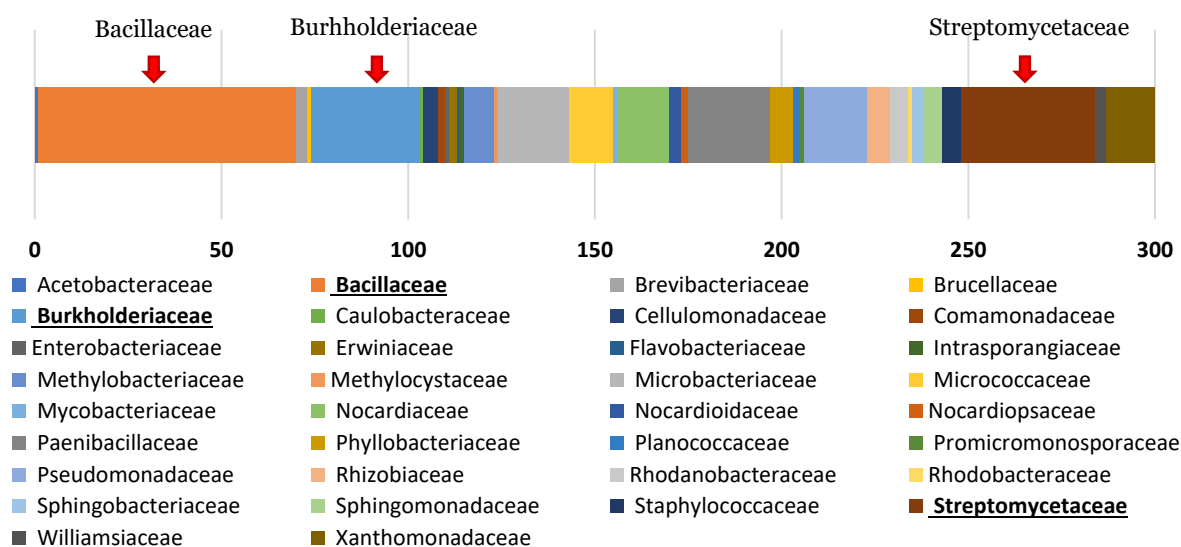 Bacillaceae Burhholderiaceae Streptomycetaceae
0 50 100 150 200 250 300
Acetobacteraceae Bacillaceae Brevibacteriaceae Brucellaceae
Burkholderiaceae Caulobacteraceae Cellulomonadaceae Comamonadaceae
Enterobacteriaceae Erwiniaceae Flavobacteriaceae Intrasporangiaceae
Methylobacteriaceae Methylocystaceae Microbacteriaceae Micrococcaceae
Mycobacteriaceae Nocardiaceae Nocardioidaceae Nocardiopsaceae
Paenibacillaceae Phyllobacteriaceae Planococcaceae Promicromonosporaceae
Pseudomonadaceae Rhizobiaceae Rhodanobacteraceae Rhodobacteraceae
Sphingobacteriaceae Sphingomonadaceae Staphylococcaceae Streptomycetaceae
Williamsiaceae Xanthomonadaceae